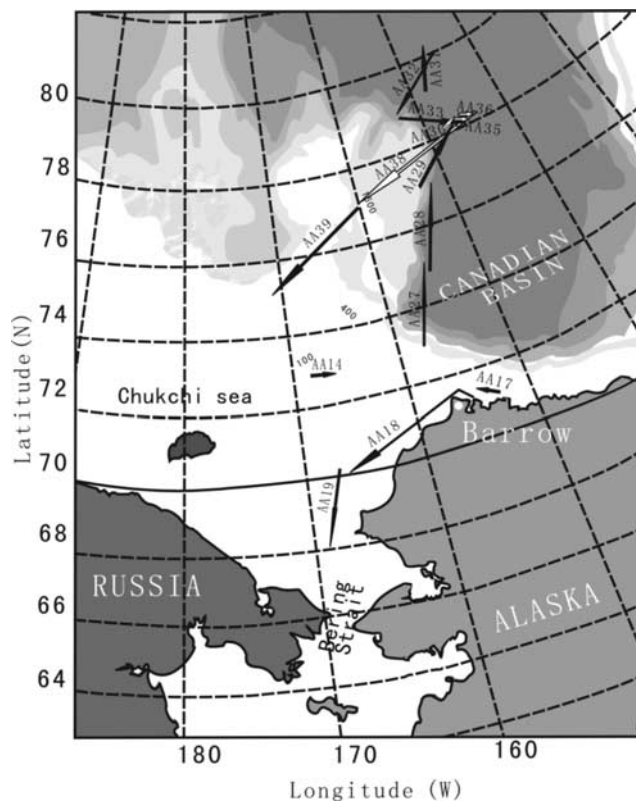 80
78
76
74
72
70
68
66
64
Latitude(N)
AA32
AA31
AA33
AA36
AA35
AA30
AA38
AA29
AA28
AA39
AA27
CANADIAN
BASIN
400
100
AA14
AA17
Chukchi sea
AA18
Barrow
AA19
RUSSIA
Bering
Strait
ALASKA
180
170
160
Longitude (W)